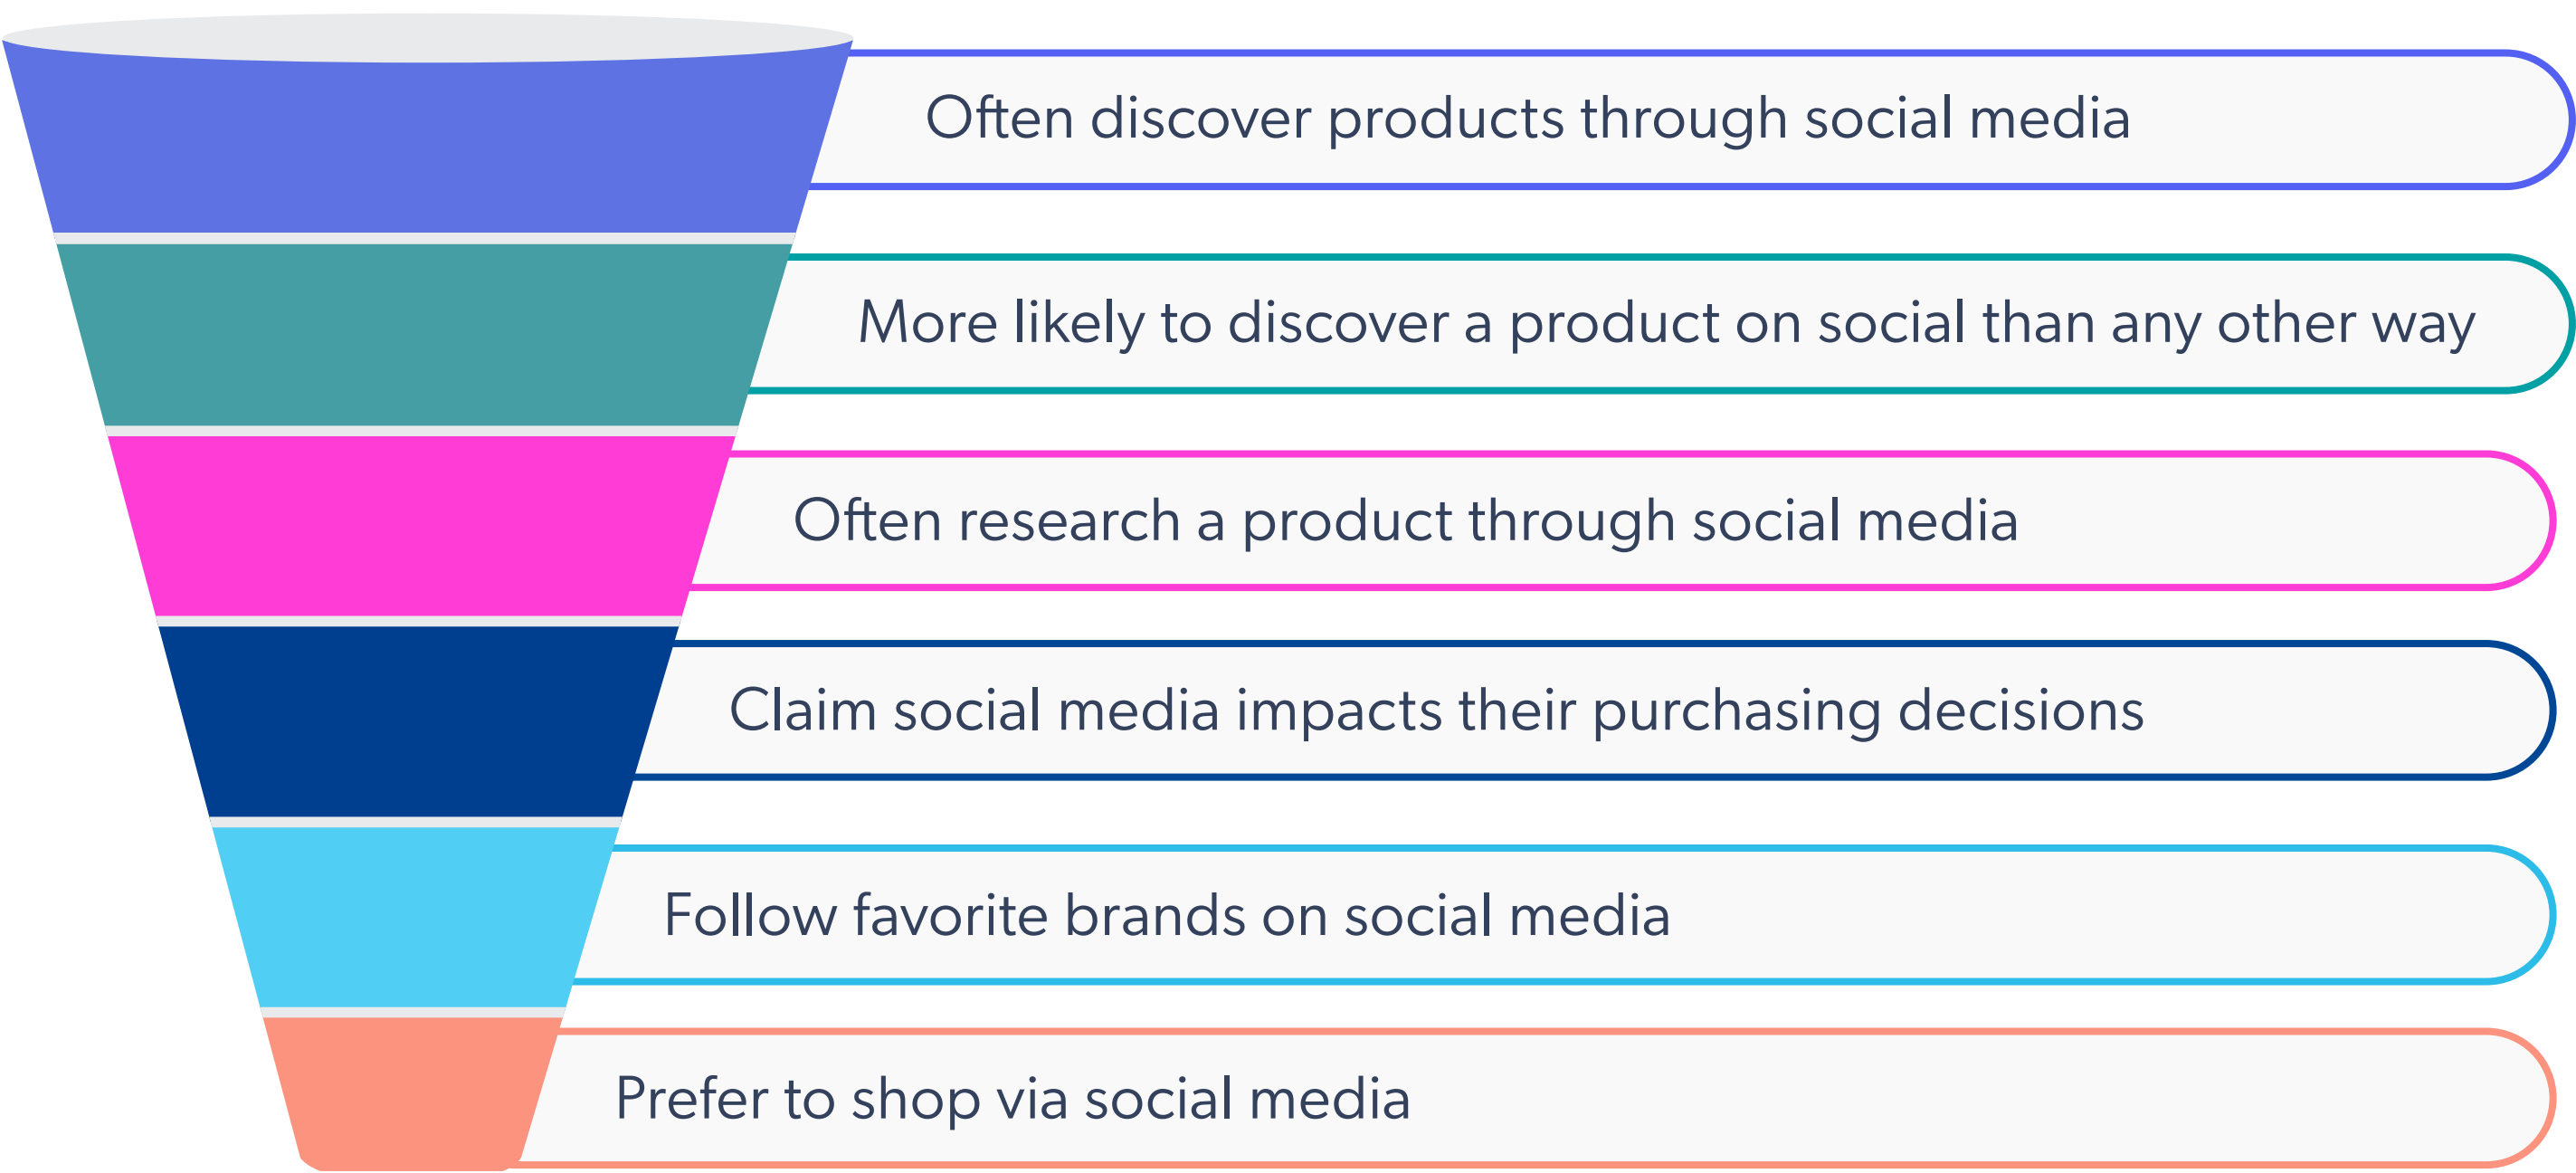 Often discover products through social media
More likely to discover a product on social than any other way
Often research a product through social media
Claim social media impacts their purchasing decisions
Follow favorite brands on social media
Prefer to shop via social media